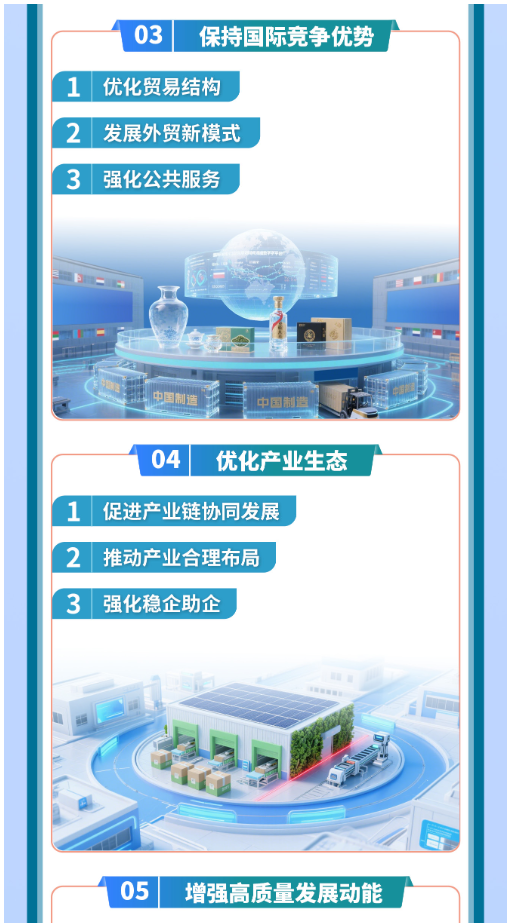 03 保持国际竞争优势
1 优化贸易结构
2 发展外贸新模式
3 强化公共服务
中国制造
中国制造
中国制造
04 优化产业生态
1 促进产业链协同发展
2 推动产业合理布局
3 强化稳企助企
05 增强高质量发展动能